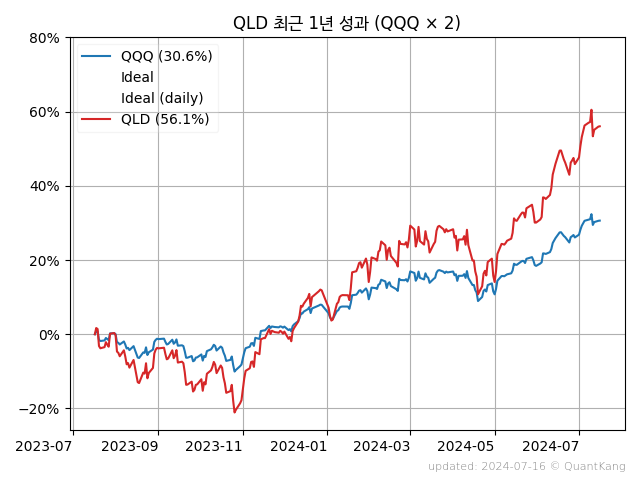 QLD 최근 1년 성과 (QQQ × 2)
80%
60%
40%
20%
0%
−20%
QQQ (30.6%)
Ideal
Ideal (daily)
QLD (56.1%)
2023-07 2023-09 2023-11 2024-01 2024-03 2024-05 2024-07
updated: 2024-07-16 © QuantKang